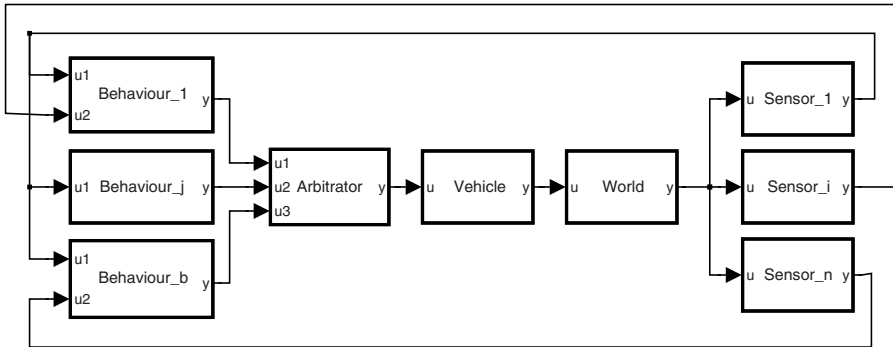 u1
Behaviour_1 y
u2
u1 Behaviour_j y
u1
Behaviour_b y
u2
u1
u2 Arbitrator y
u3
u Vehicle y
u World y
u Sensor_1 y
u Sensor_i y
u Sensor_n y